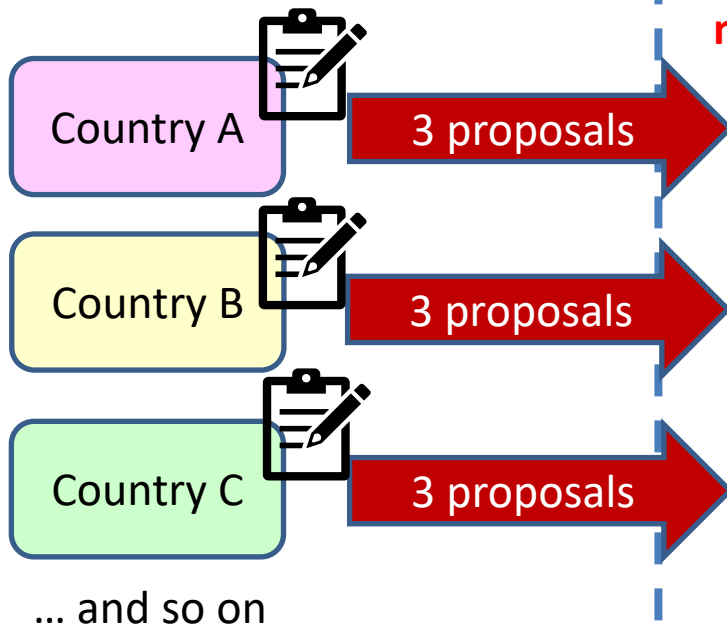 Country A
3 proposals
Country B
3 proposals
Country C
3 proposals
... and so on